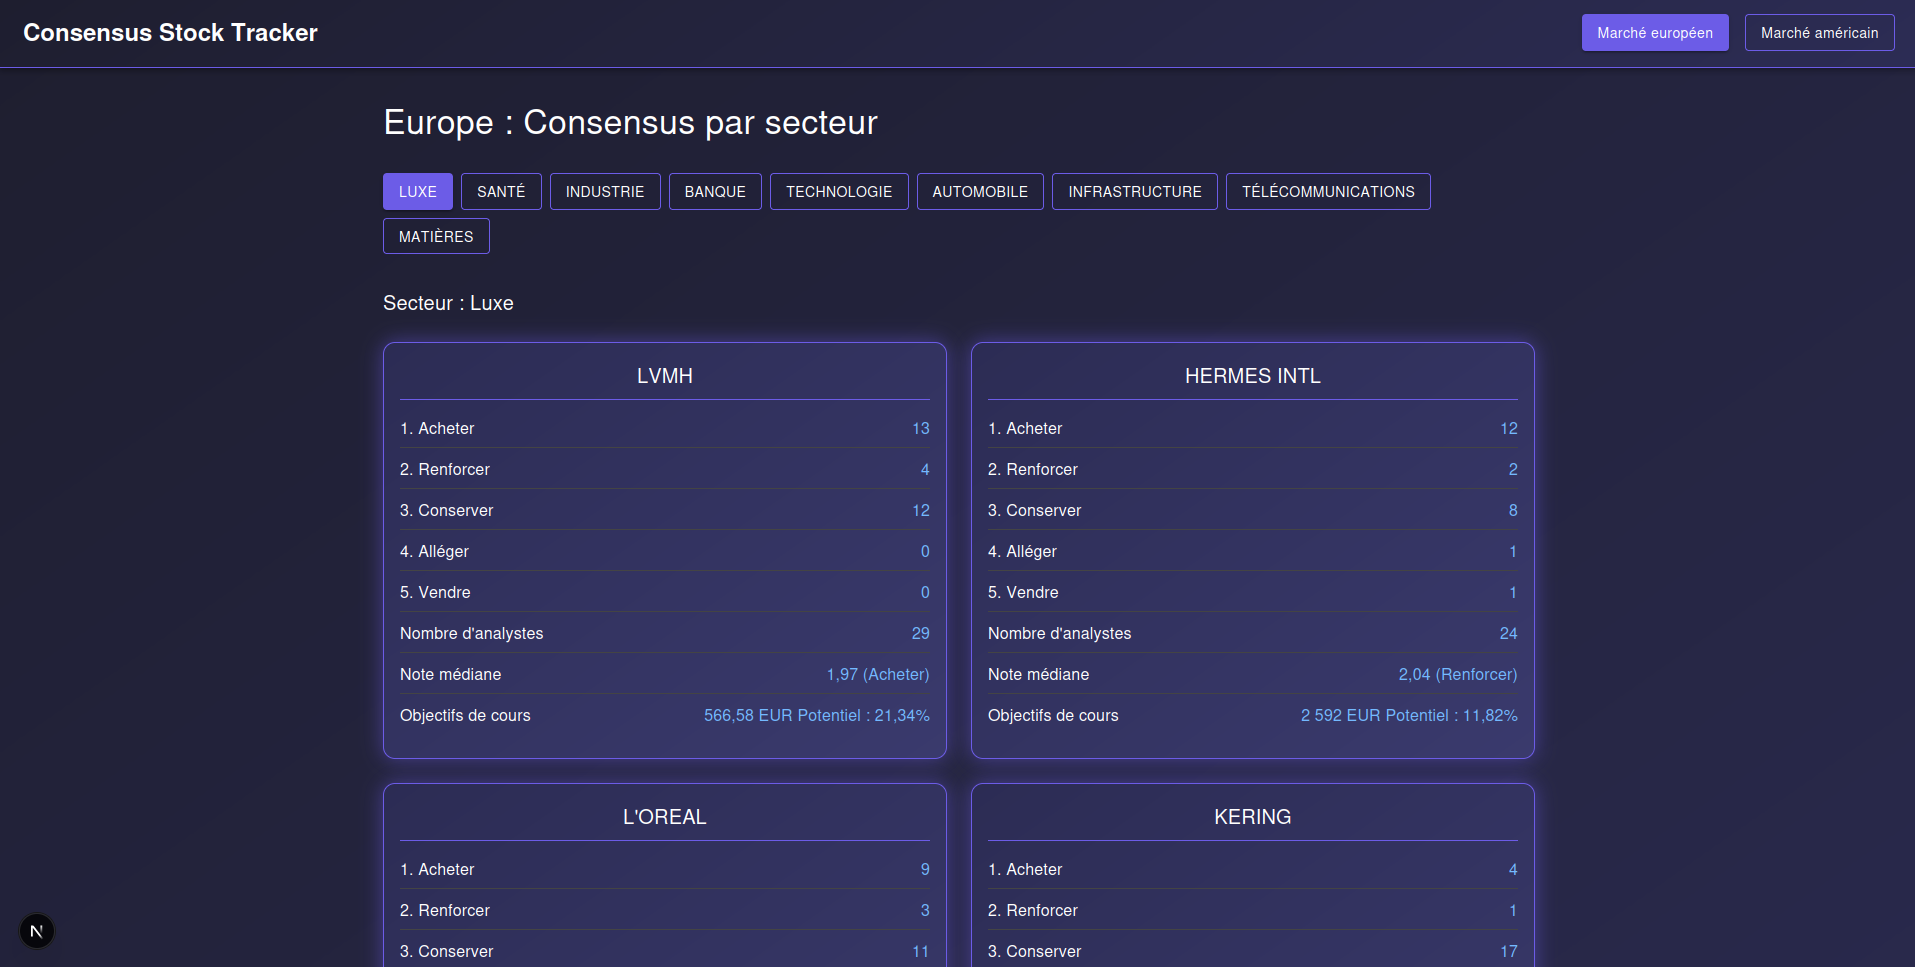 Consensus Stock Tracker
Marché européen
Marché américain
Europe : Consensus par secteur
LUXE SANTÉ INDUSTRIE BANQUE TECHNOLOGIE AUTOMOBILE INFRASTRUCTURE TÉLÉCOMMUNICATIONS
MATIÈRES
Secteur : Luxe
LVMH
1. Acheter 13
2. Renforcer 4
3. Conserver 12
4. Alléger 0
5. Vendre 0
Nombre d'analystes 29
Note médiane 1,97 (Acheter)
Objectifs de cours 566,58 EUR Potentiel : 21,34%
HERMES INTL
1. Acheter 12
2. Renforcer 2
3. Conserver 8
4. Alléger 1
5. Vendre 1
Nombre d'analystes 24
Note médiane 2,04 (Renforcer)
Objectifs de cours 2 592 EUR Potentiel : 11,82%
L'OREAL
1. Acheter 9
2. Renforcer 3
3. Conserver 11
KERING
1. Acheter 4
2. Renforcer 1
3. Conserver 17
N